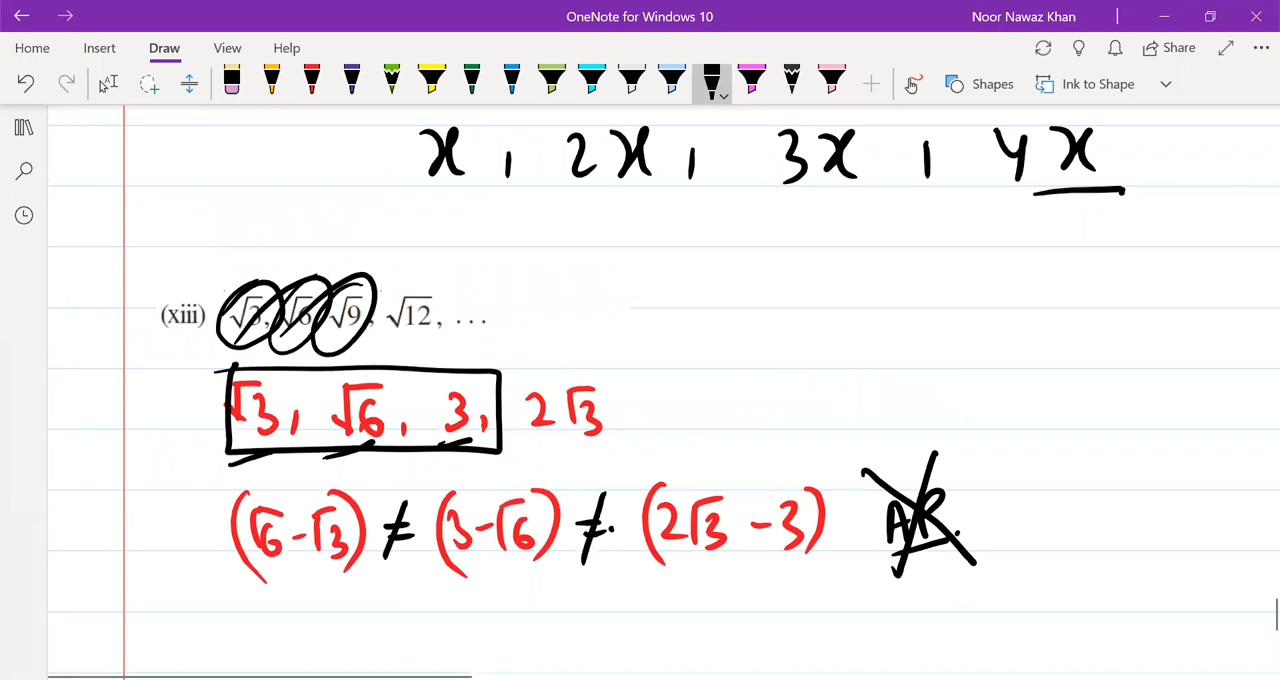 OneNote for Windows 10
Noor Nawaz Khan
Home Insert Draw View Help
Share
Shapes
Ink to Shape
x , 2x , 3x , 4x
(xiii) √3, √6, √9, √12, ...
√3, √6, 3, 2√3
(√6-√3) ≠ (3-√6) ≠ (2√3 - 3) A.P.